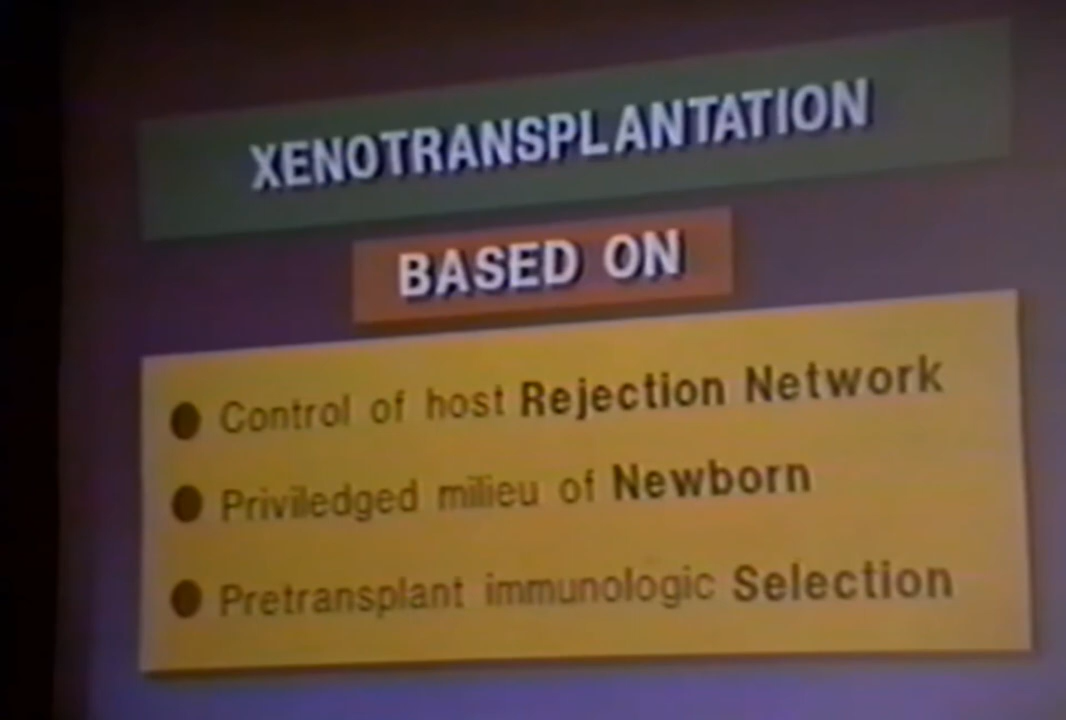 XENOTRANSPLANTATION
BASED ON
● Control of host Rejection Network
● Priviledged milieu of Newborn
● Pretransplant immunologic Selection